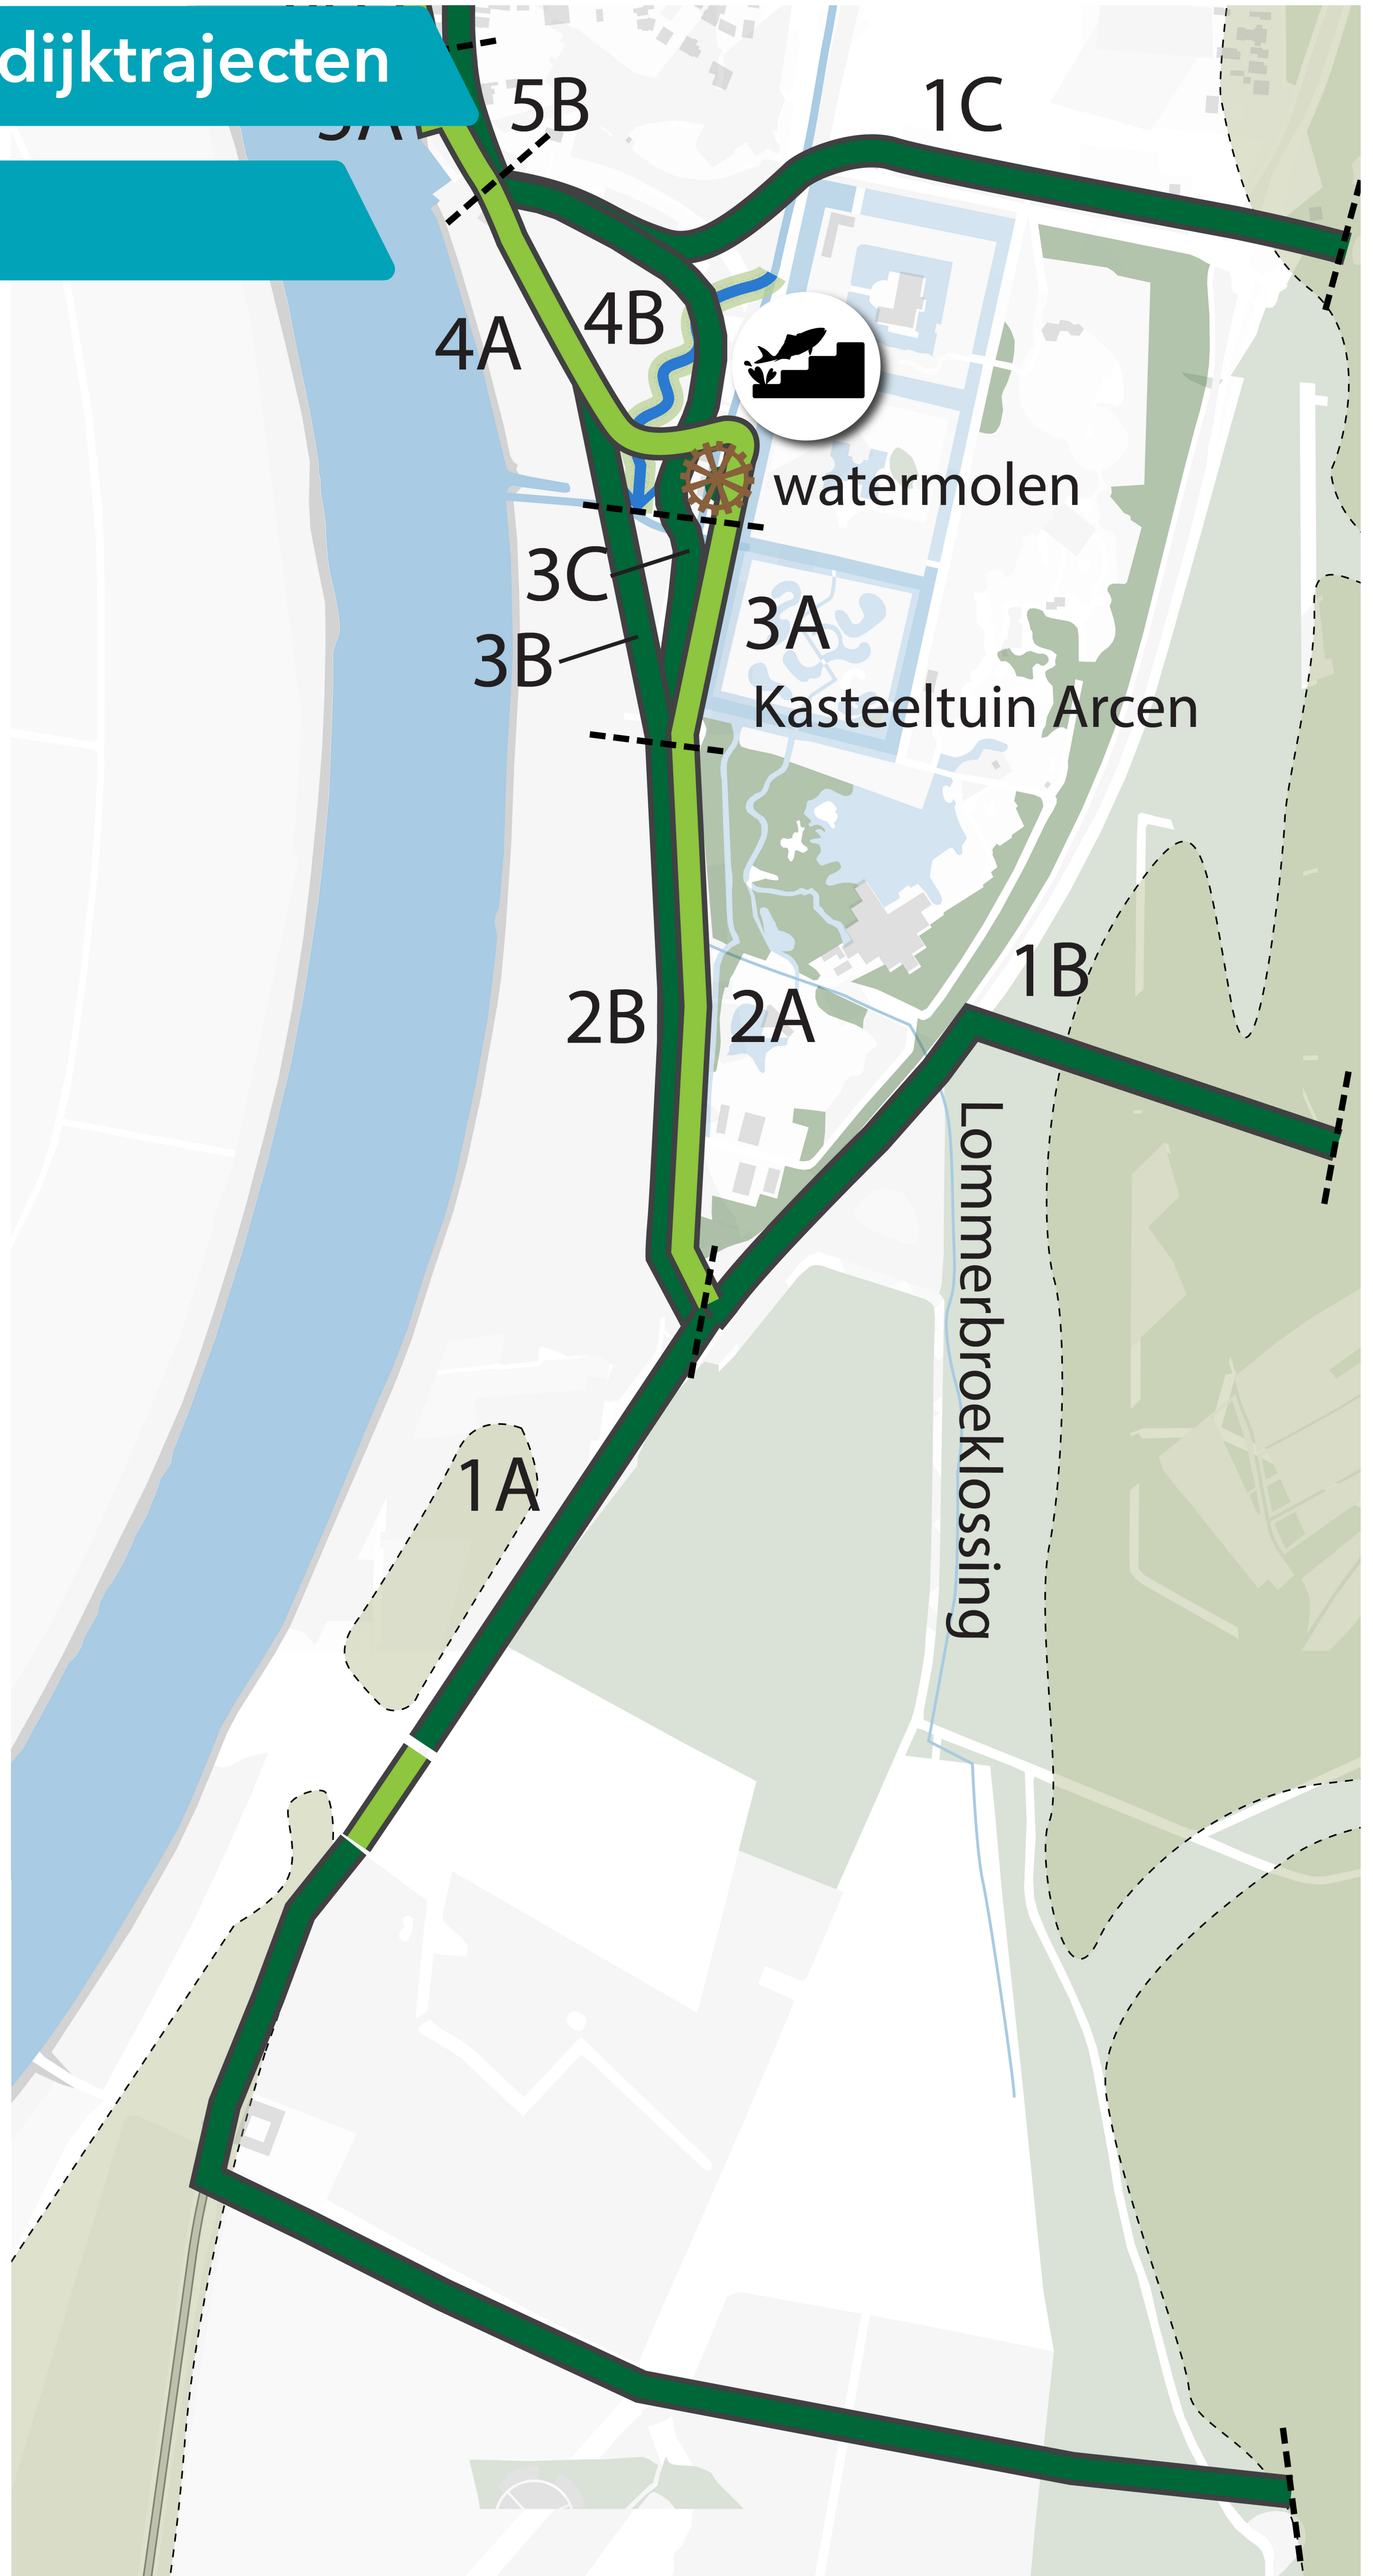 dijktrajecten
5B
1C
4B
4A
watermolen
3C
3A
3B
Kasteeltuin Arcen
1B
2B
2A
Lommerbroeklossing
1A